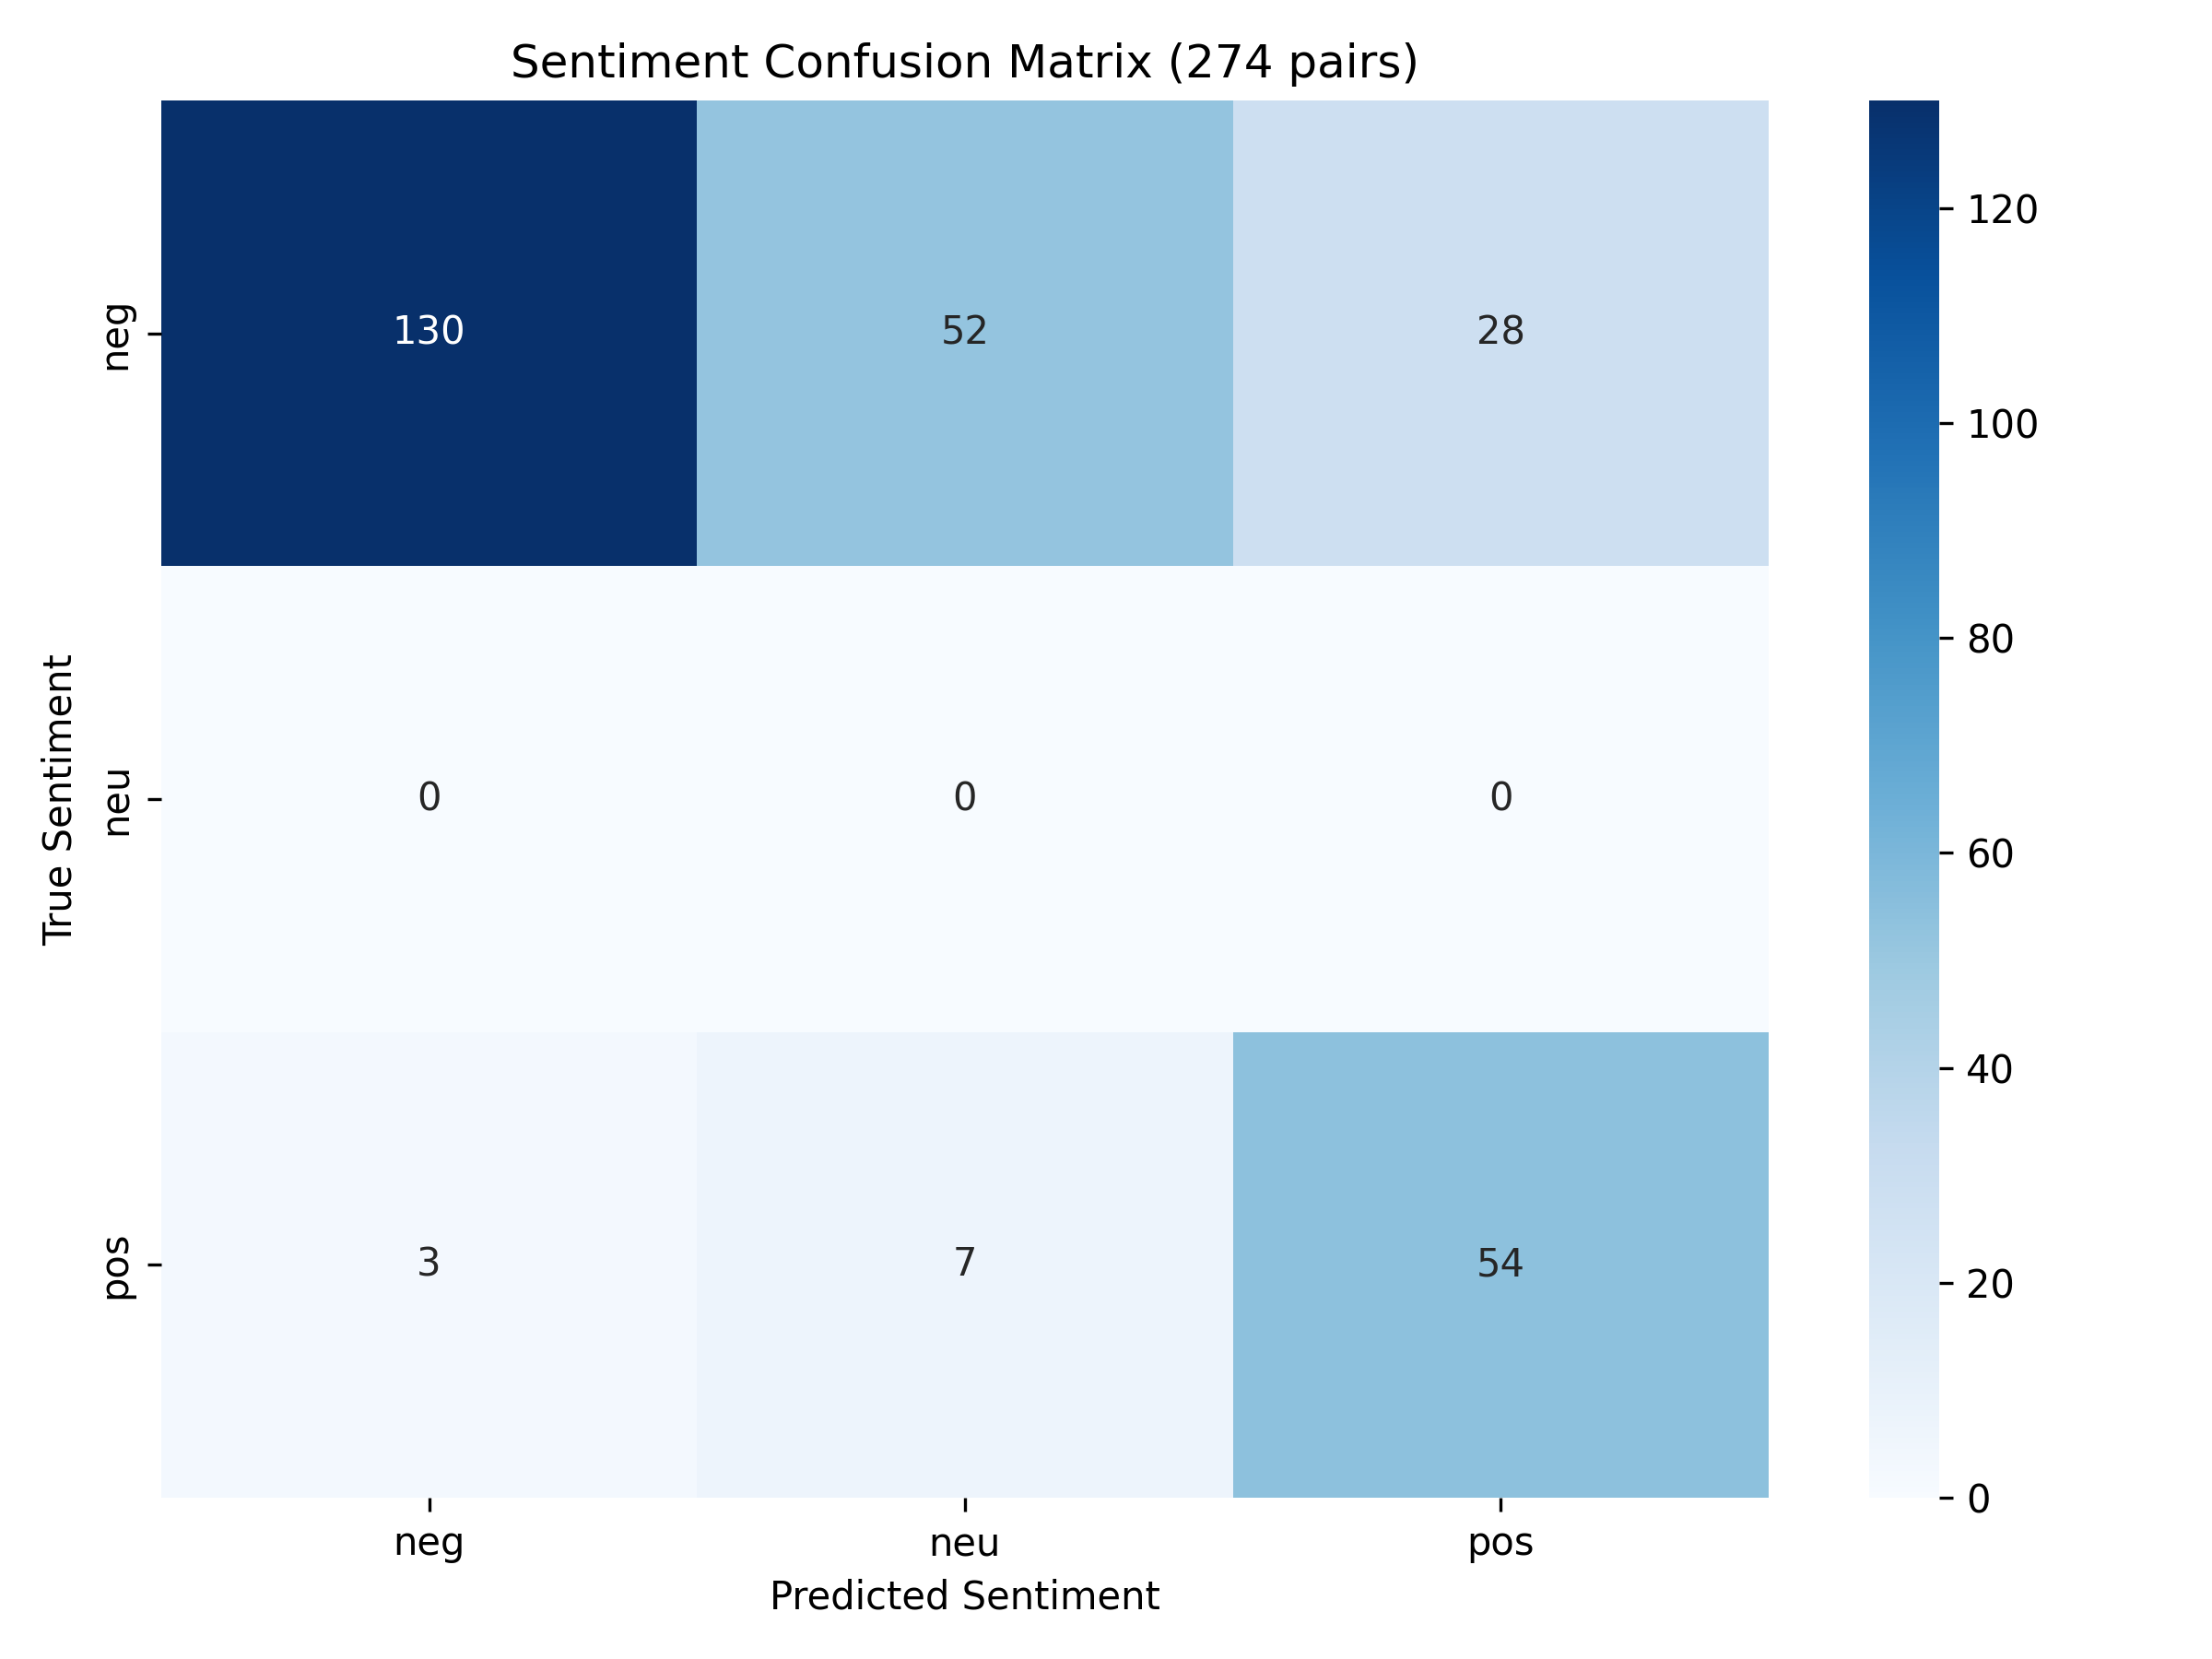 Sentiment Confusion Matrix (274 pairs)
True Sentiment
neg
130 52 28
neu
0 0 0
pos
3 7 54
neg neu pos
Predicted Sentiment
120
100
80
60
40
20
0